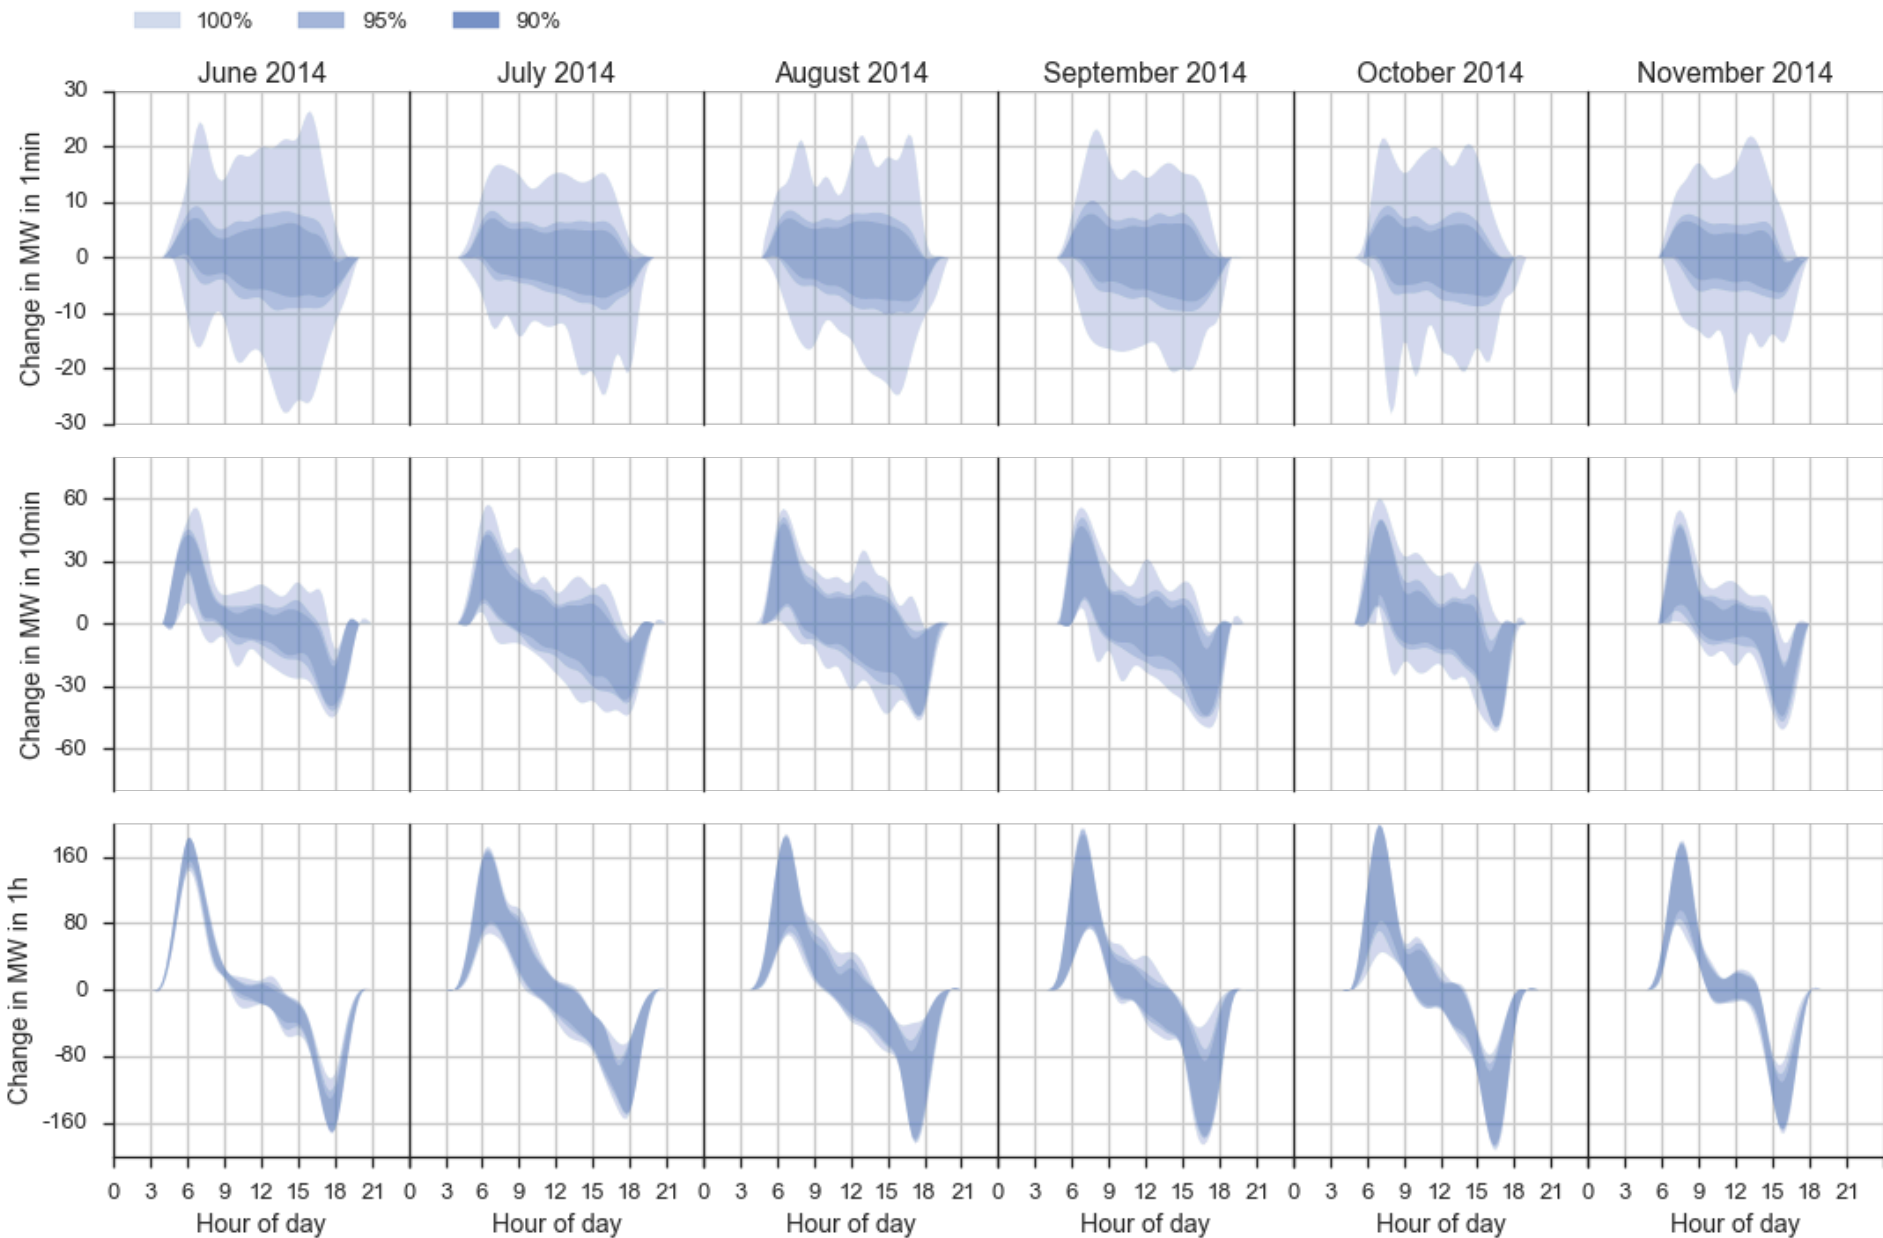 100% 95% 90%
June 2014 July 2014 August 2014 September 2014 October 2014 November 2014
Change in MW in 1min
30
20
10
0
-10
-20
-30
Change in MW in 10min
60
30
0
-30
-60
Change in MW in 1h
160
80
0
-80
-160
0 3 6 9 12 15 18 21 0 3 6 9 12 15 18 21 0 3 6 9 12 15 18 21 0 3 6 9 12 15 18 21 0 3 6 9 12 15 18 21 0 3 6 9 12 15 18 21
Hour of day Hour of day Hour of day Hour of day Hour of day Hour of day